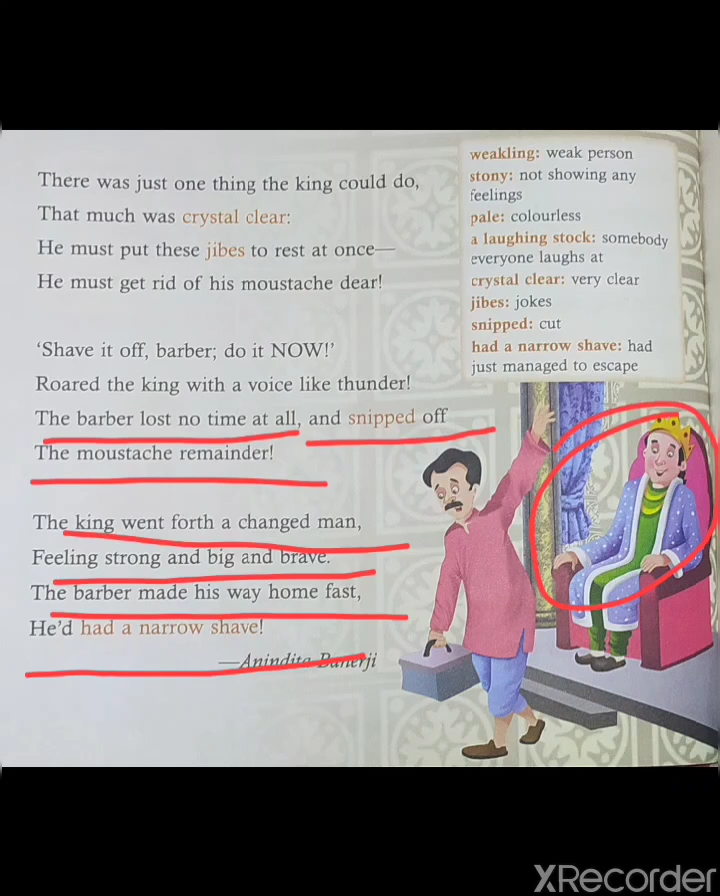 There was just one thing the king could do,
That much was crystal clear:
He must put these jibes to rest at once—
He must get rid of his moustache dear!
‘Shave it off, barber; do it NOW!’
Roared the king with a voice like thunder!
The barber lost no time at all, and snipped off
The moustache remainder!
The king went forth a changed man,
Feeling strong and big and brave.
The barber made his way home fast,
He’d had a narrow shave!
—Anindita Banerji
weakling: weak person
stony: not showing any
feelings
pale: colourless
a laughing stock: somebody
everyone laughs at
crystal clear: very clear
jibes: jokes
snipped: cut
had a narrow shave: had
just managed to escape
XRecorder